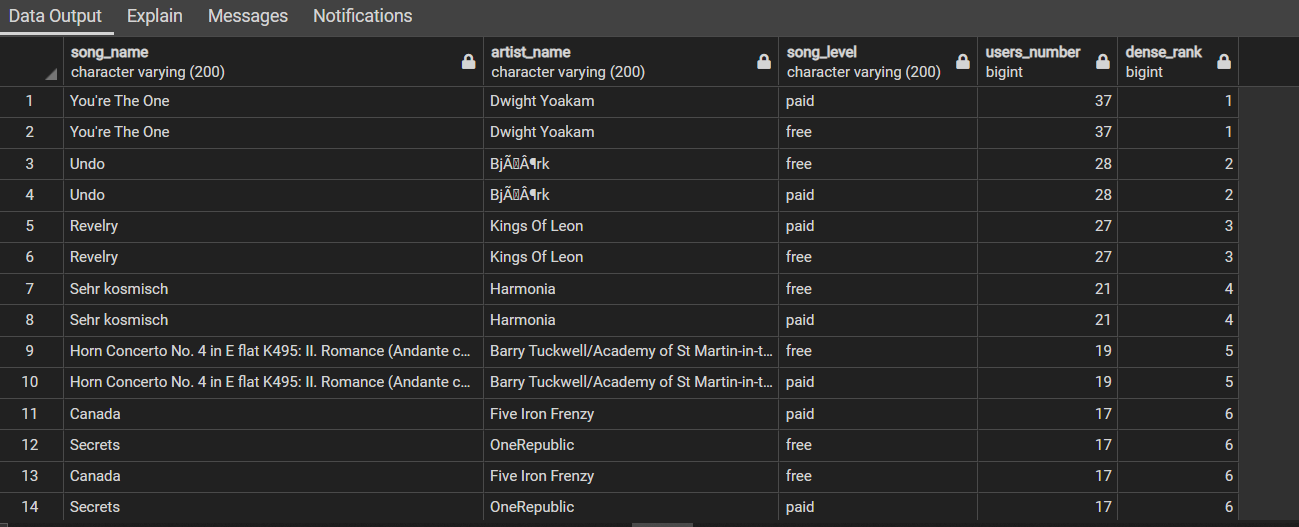 Data Output Explain Messages Notifications
song_name artist_name song_level users_number dense_rank
character varying (200) character varying (200) character varying (200) bigint bigint
1 You're The One Dwight Yoakam paid 37 1
2 You're The One Dwight Yoakam free 37 1
3 Undo BjÃ▯Â¶rk free 28 2
4 Undo BjÃ▯Â¶rk paid 28 2
5 Revelry Kings Of Leon paid 27 3
6 Revelry Kings Of Leon free 27 3
7 Sehr kosmisch Harmonia free 21 4
8 Sehr kosmisch Harmonia paid 21 4
9 Horn Concerto No. 4 in E flat K495: II. Romance (Andante c... Barry Tuckwell/Academy of St Martin-in-t... free 19 5
10 Horn Concerto No. 4 in E flat K495: II. Romance (Andante c... Barry Tuckwell/Academy of St Martin-in-t... paid 19 5
11 Canada Five Iron Frenzy paid 17 6
12 Secrets OneRepublic free 17 6
13 Canada Five Iron Frenzy free 17 6
14 Secrets OneRepublic paid 17 6